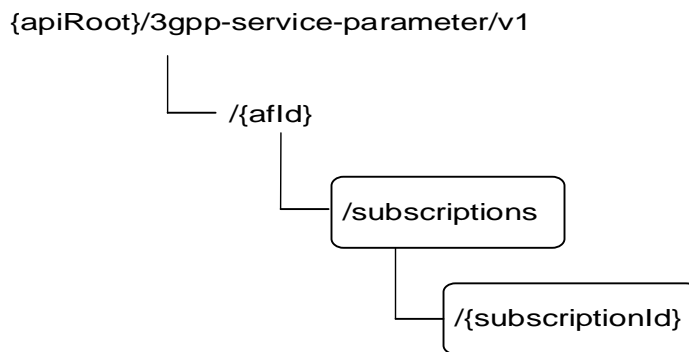 {apiRoot}/3gpp-service-parameter/v1
/{afId}
/subscriptions
/{subscriptionId}